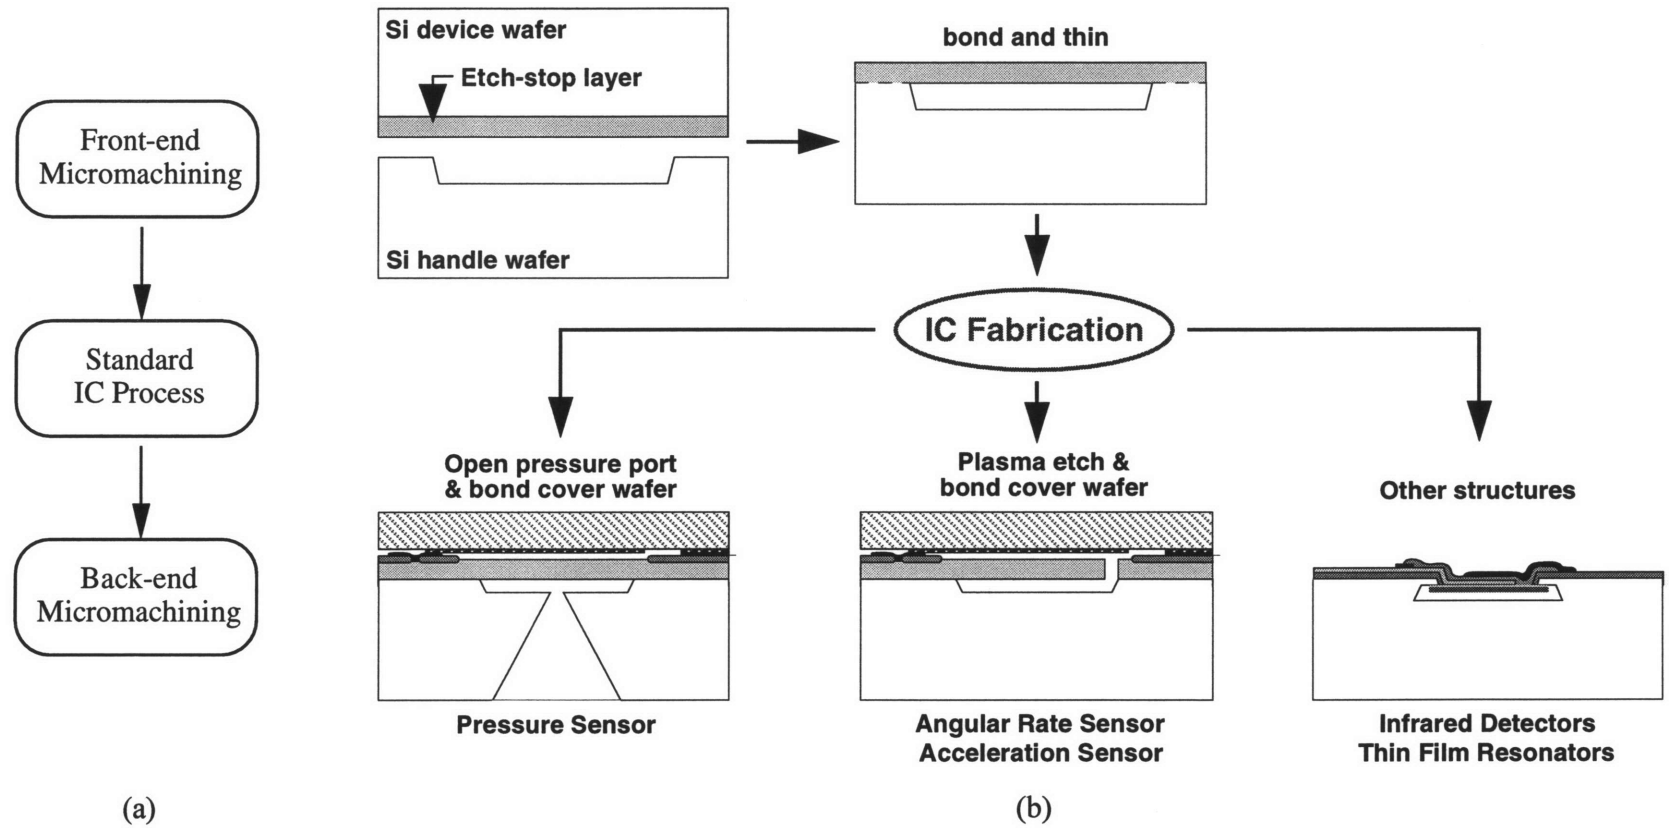 Front-end
Micromachining
Standard
IC Process
Back-end
Micromachining
(a)
Si device wafer
Etch-stop layer
Si handle wafer
bond and thin
IC Fabrication
Open pressure port
& bond cover wafer
Pressure Sensor
Plasma etch &
bond cover wafer
Angular Rate Sensor
Acceleration Sensor
Other structures
Infrared Detectors
Thin Film Resonators
(b)